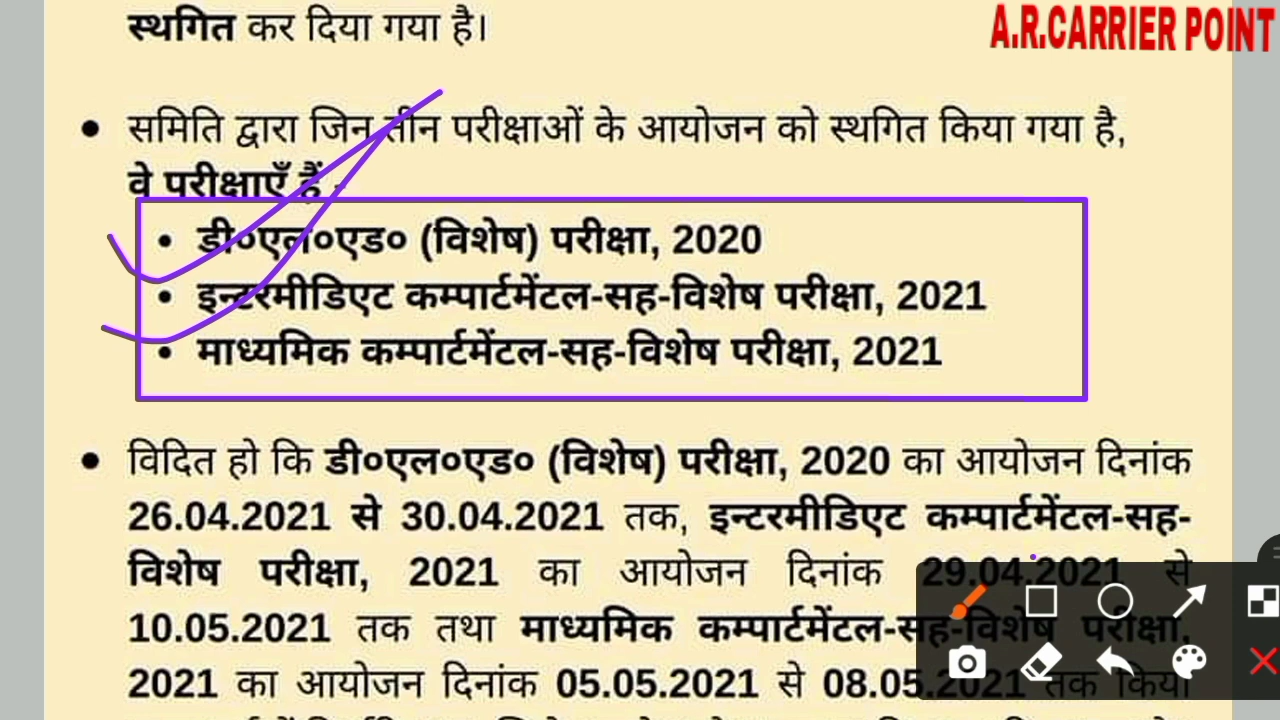 स्थगित कर दिया गया है।
A.R.CARRIER POINT
● समिति द्वारा जिन तीन परीक्षाओं के आयोजन को स्थगित किया गया है,
वे परीक्षाएँ हैं -
• डी०एल०एड० (विशेष) परीक्षा, 2020
• इन्टरमीडिएट कम्पार्टमेंटल-सह-विशेष परीक्षा, 2021
• माध्यमिक कम्पार्टमेंटल-सह-विशेष परीक्षा, 2021
● विदित हो कि डी०एल०एड० (विशेष) परीक्षा, 2020 का आयोजन दिनांक
26.04.2021 से 30.04.2021 तक, इन्टरमीडिएट कम्पार्टमेंटल-सह-
विशेष परीक्षा, 2021 का आयोजन दिनांक 29.04.2021 से
10.05.2021 तक तथा माध्यमिक कम्पार्टमेंटल-सह-विशेष परीक्षा,
2021 का आयोजन दिनांक 05.05.2021 से 08.05.2021 तक किया